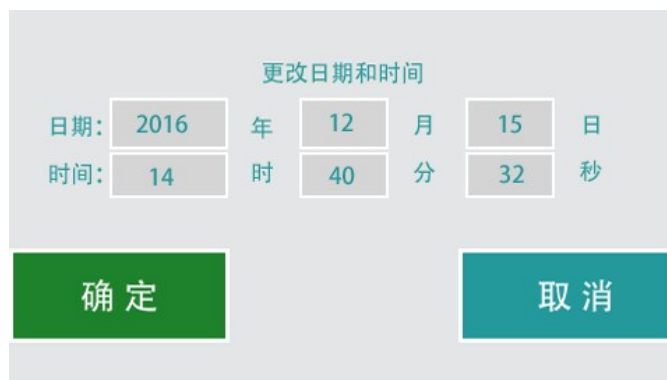 更改日期和时间
日期: 2016 年 12 月 15 日
时间: 14 时 40 分 32 秒
确定 取消